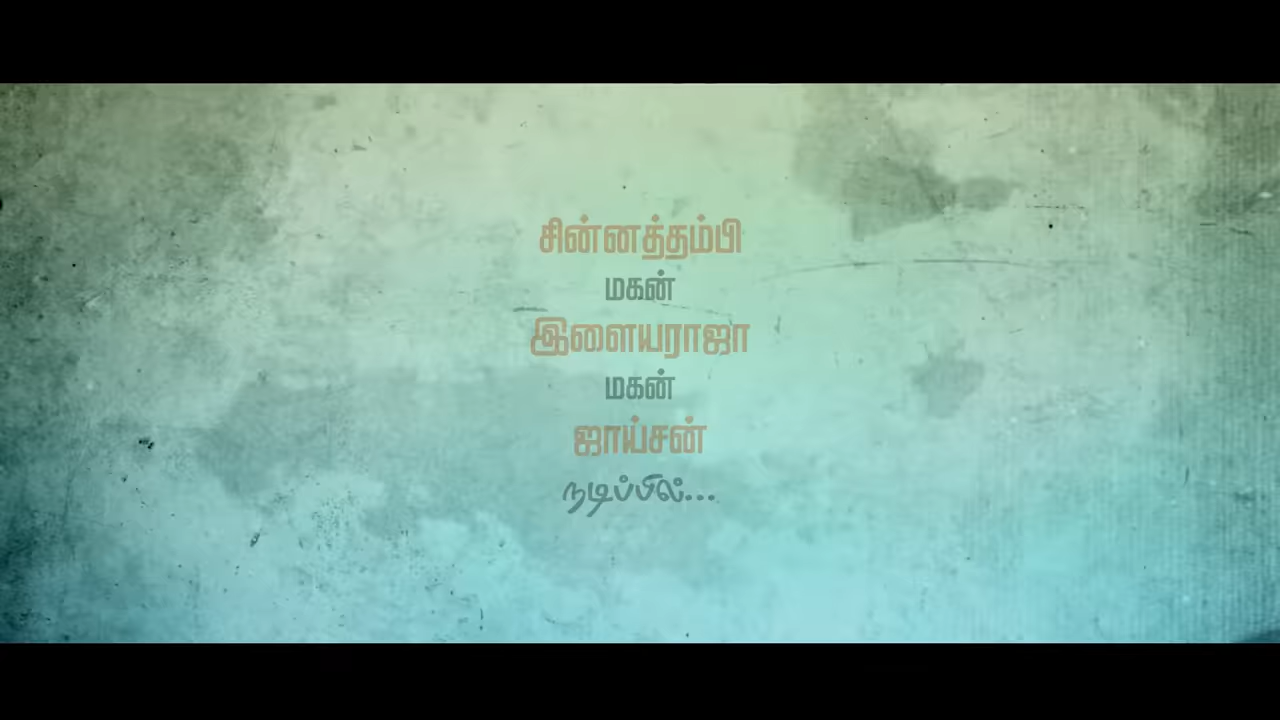 சின்னத்தம்பி
மகன்
இளையராஜா
மகன்
ஜாய்சன்
நடிப்பில்...